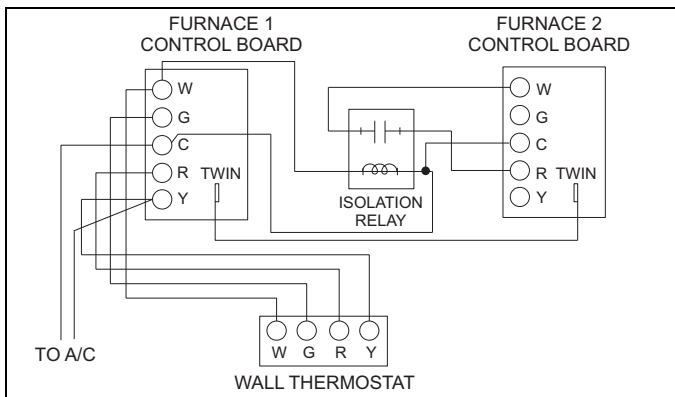 FURNACE 1
CONTROL BOARD
FURNACE 2
CONTROL BOARD
W
G
C
R
Y
TWIN
ISOLATION
RELAY
W
G
C
R
Y
TWIN
TO A/C
W G R Y
WALL THERMOSTAT